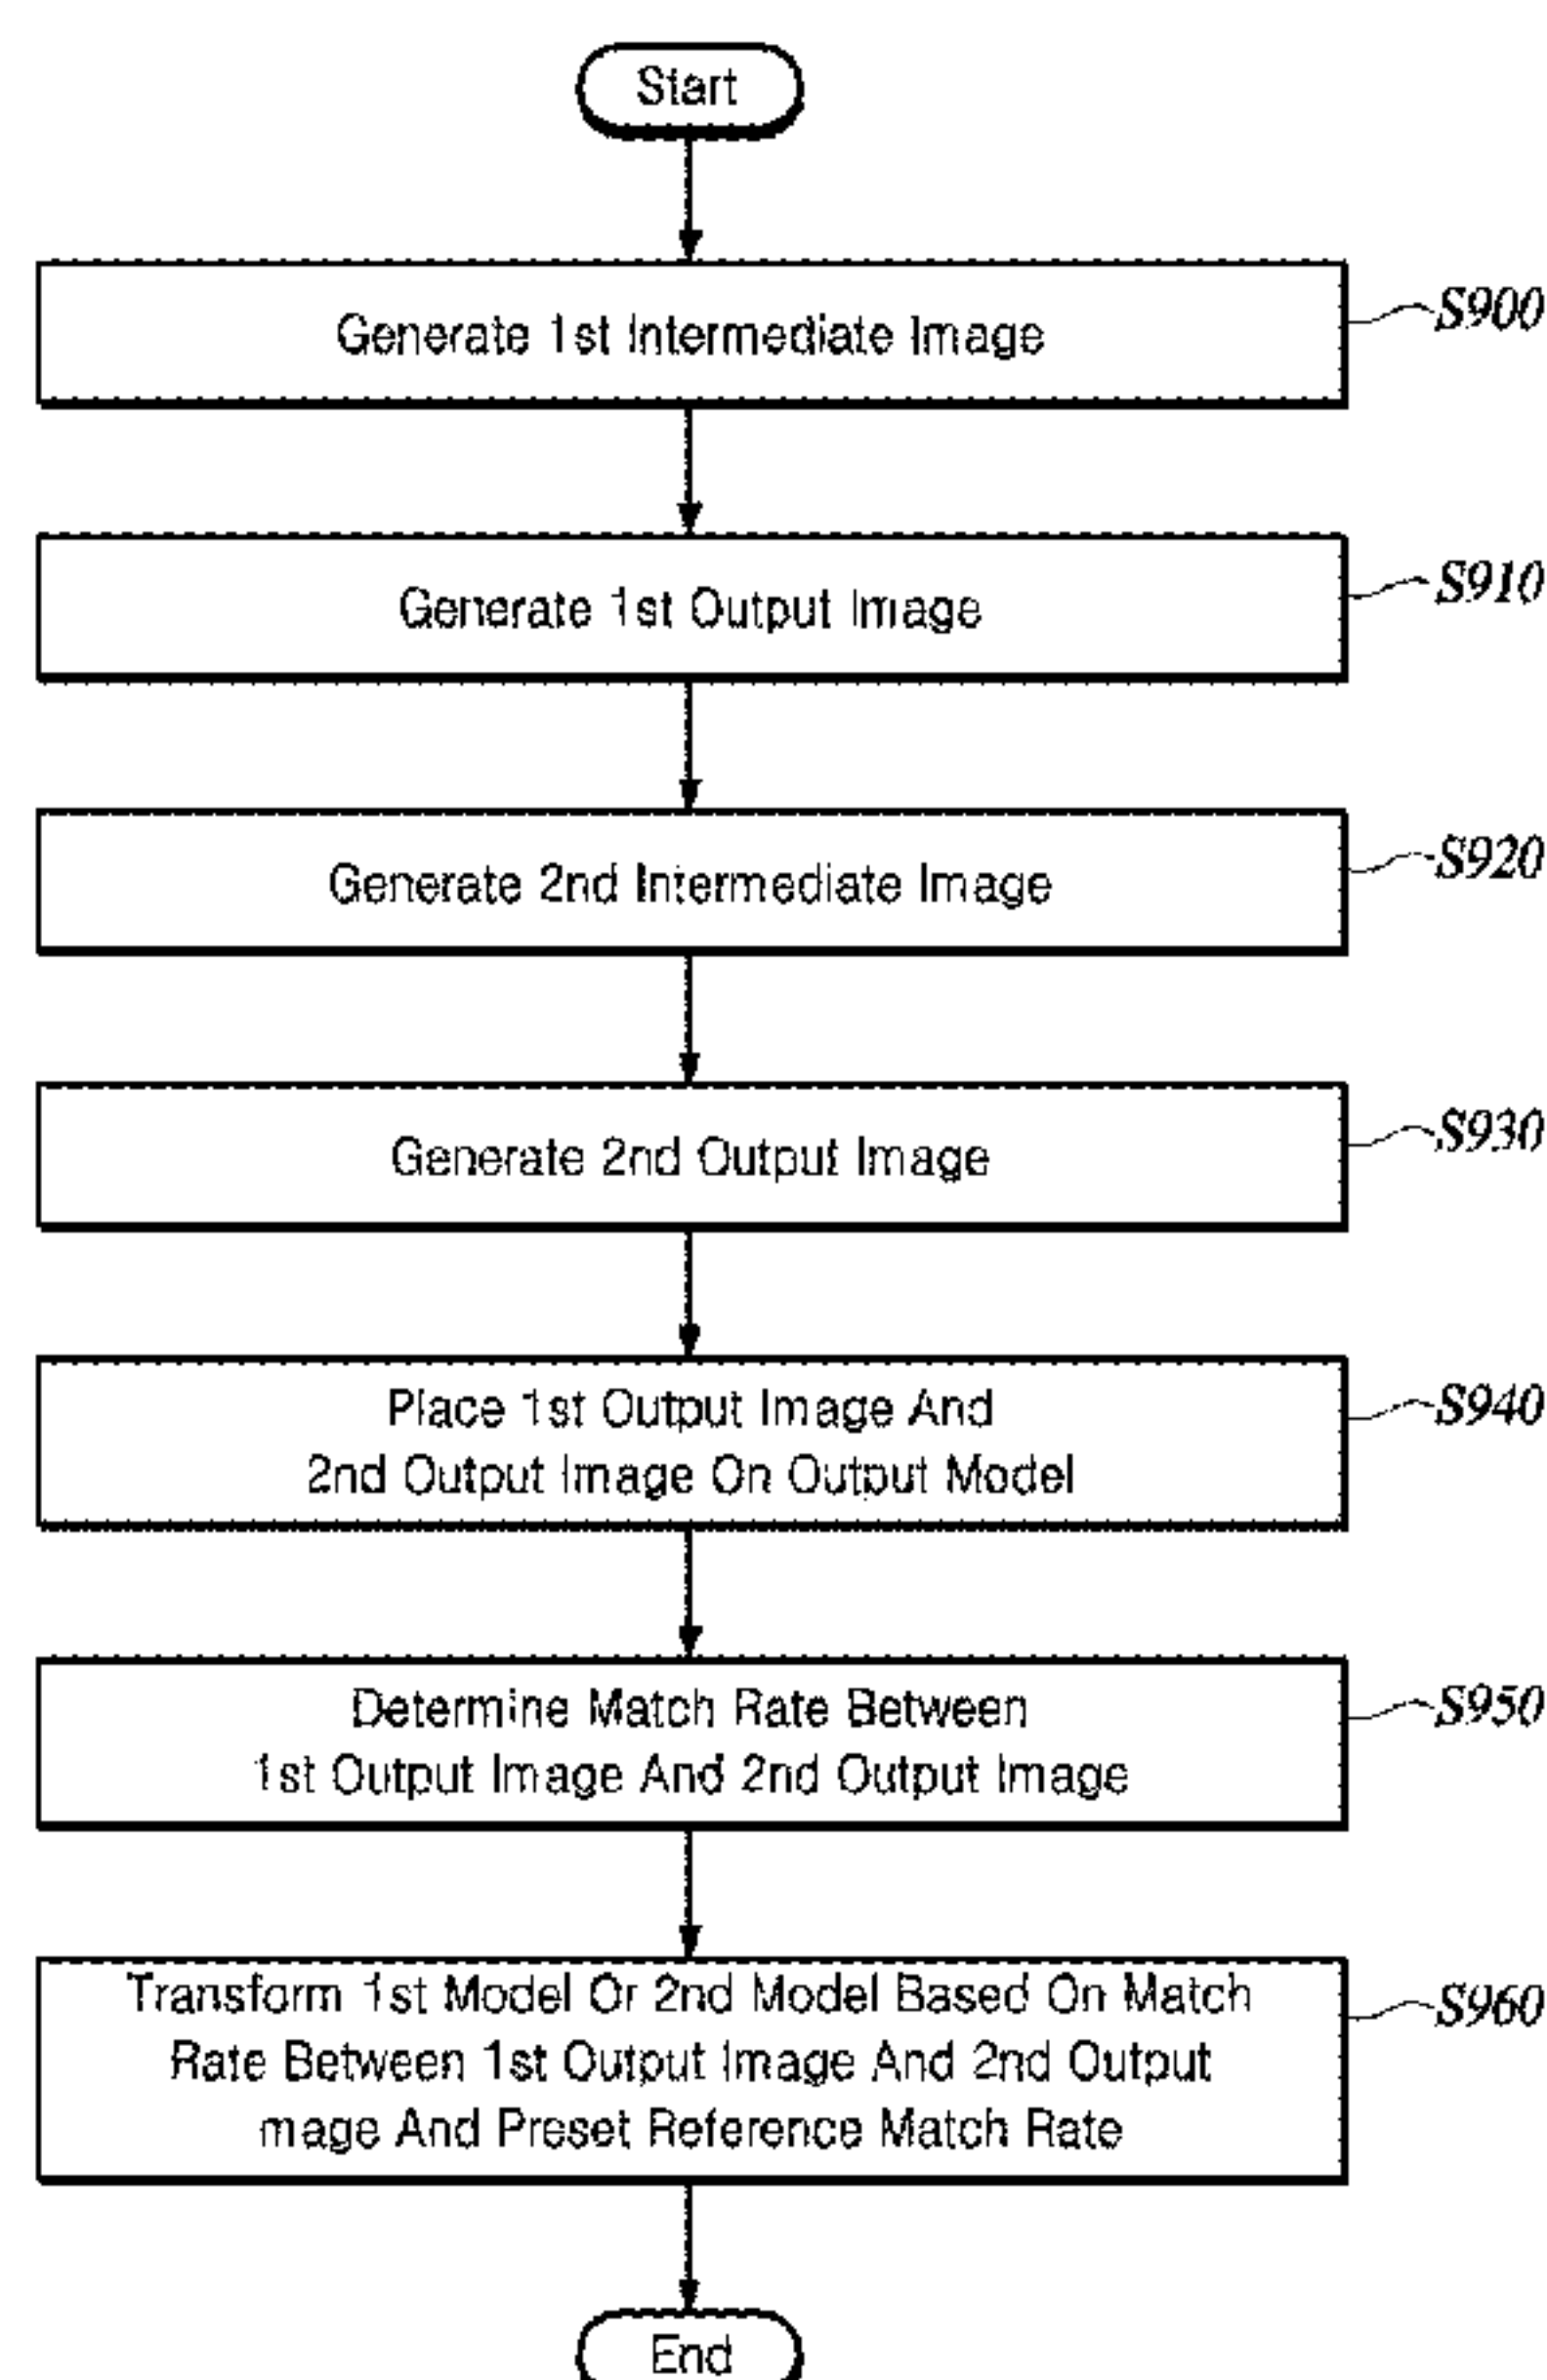 Start
Generate 1st Intermediate Image
S900
Generate 1st Output Image
S910
Generate 2nd Intermediate Image
S920
Generate 2nd Output Image
S930
Place 1st Output Image And
2nd Output Image On Output Model
S940
Determine Match Rate Between
1st Output Image And 2nd Output Image
S950
Transform 1st Model Or 2nd Model Based On Match
Rate Between 1st Output Image And 2nd Output
mage And Preset Reference Match Rate
S960
End